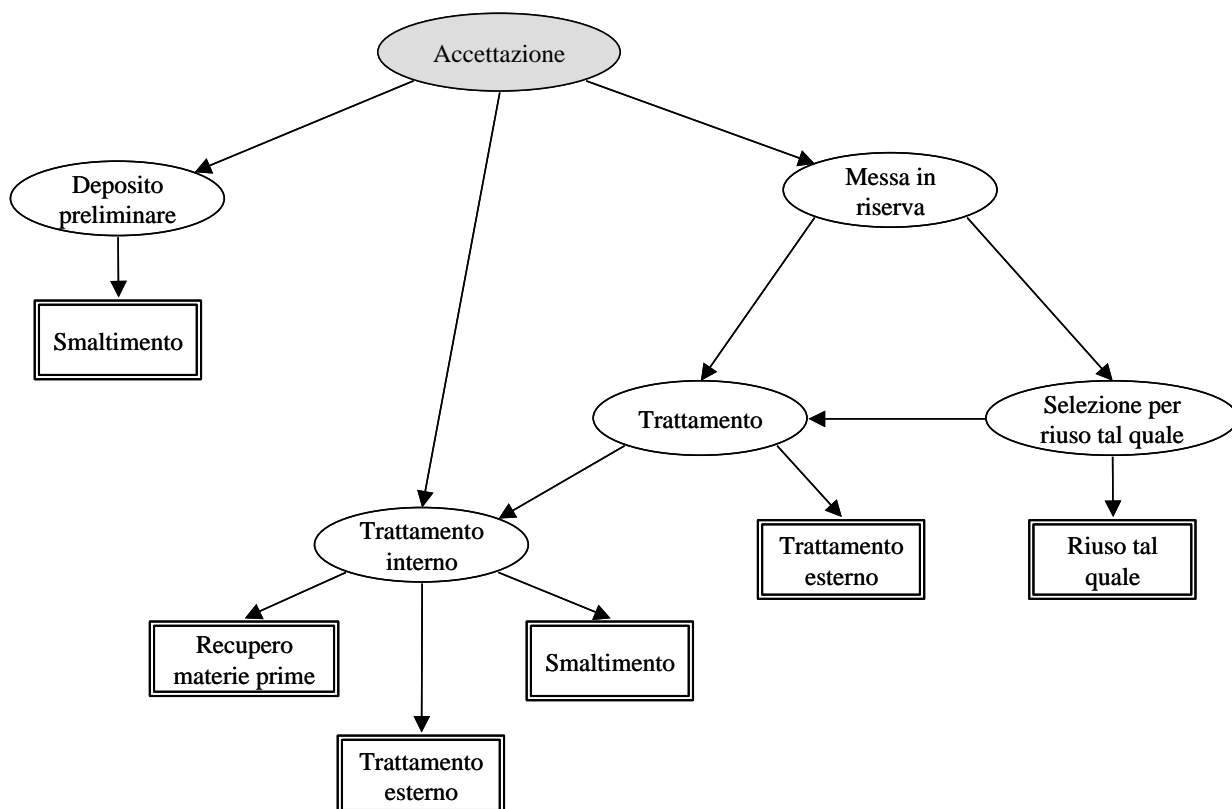 Accettazione
Deposito
preliminare
Messa in
riserva
Smaltimento
Trattamento
Selezione per
riuso tal quale
Trattamento
interno
Trattamento
esterno
Riuso tal
quale
Recupero
materie prime
Smaltimento
Trattamento
esterno